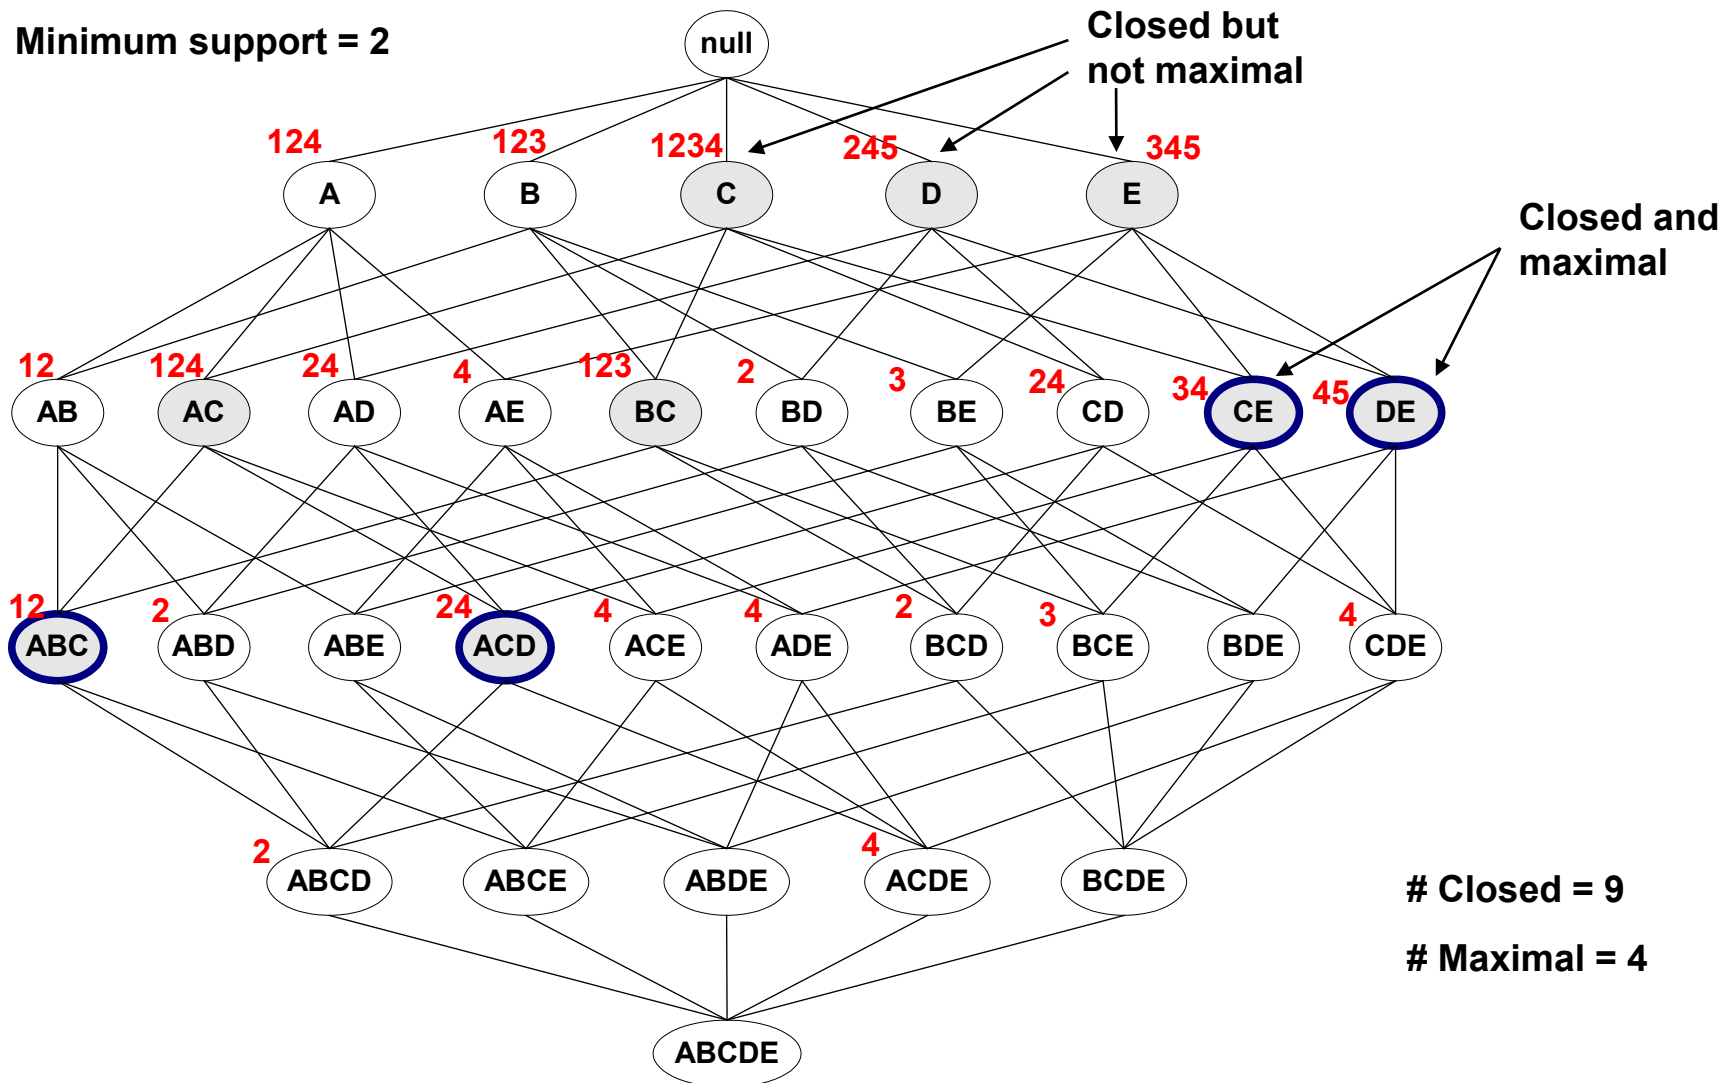 Minimum support = 2
null
Closed but
not maximal
124 123 1234 245 345
A B C D E
Closed and
maximal
12 124 24 4 123 2 3 24 34 45
AB AC AD AE BC BD BE CD CE DE
12 2 24 4 4 2 3 4
ABC ABD ABE ACD ACE ADE BCD BCE BDE CDE
2 4
ABCD ABCE ABDE ACDE BCDE
# Closed = 9
# Maximal = 4
ABCDE